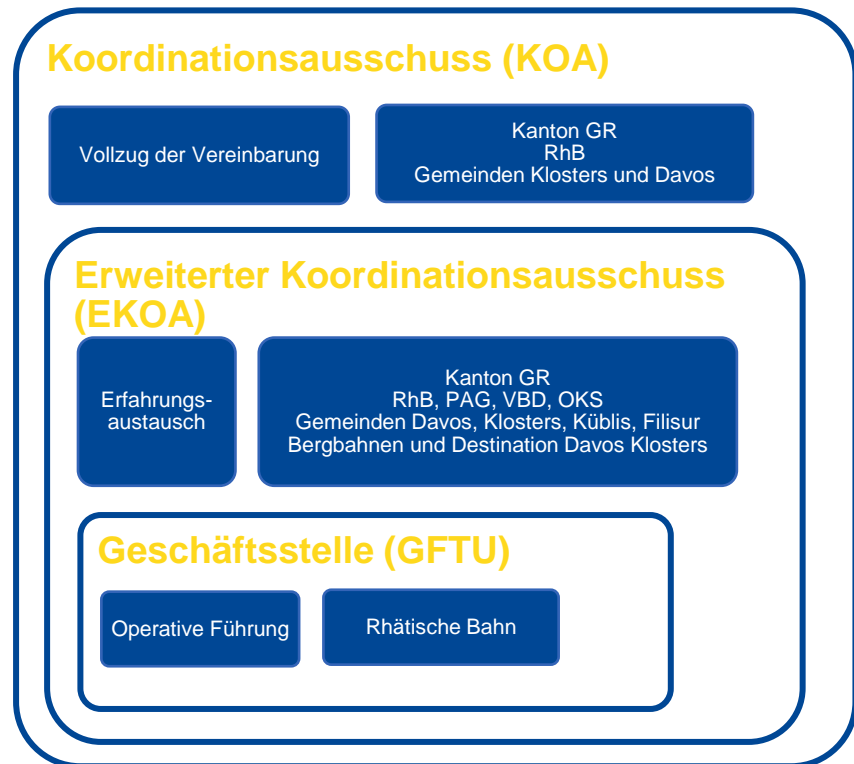 Koordinationsausschuss (KOA)
Vollzug der Vereinbarung
Kanton GR
RhB
Gemeinden Klosters und Davos
Erweiterter Koordinationsausschuss
(EKOA)
Erfahrungs-
austausch
Kanton GR
RhB, PAG, VBD, OKS
Gemeinden Davos, Klosters, Küblis, Filisur
Bergbahnen und Destination Davos Klosters
Geschäftsstelle (GFTU)
Operative Führung
Rhätische Bahn